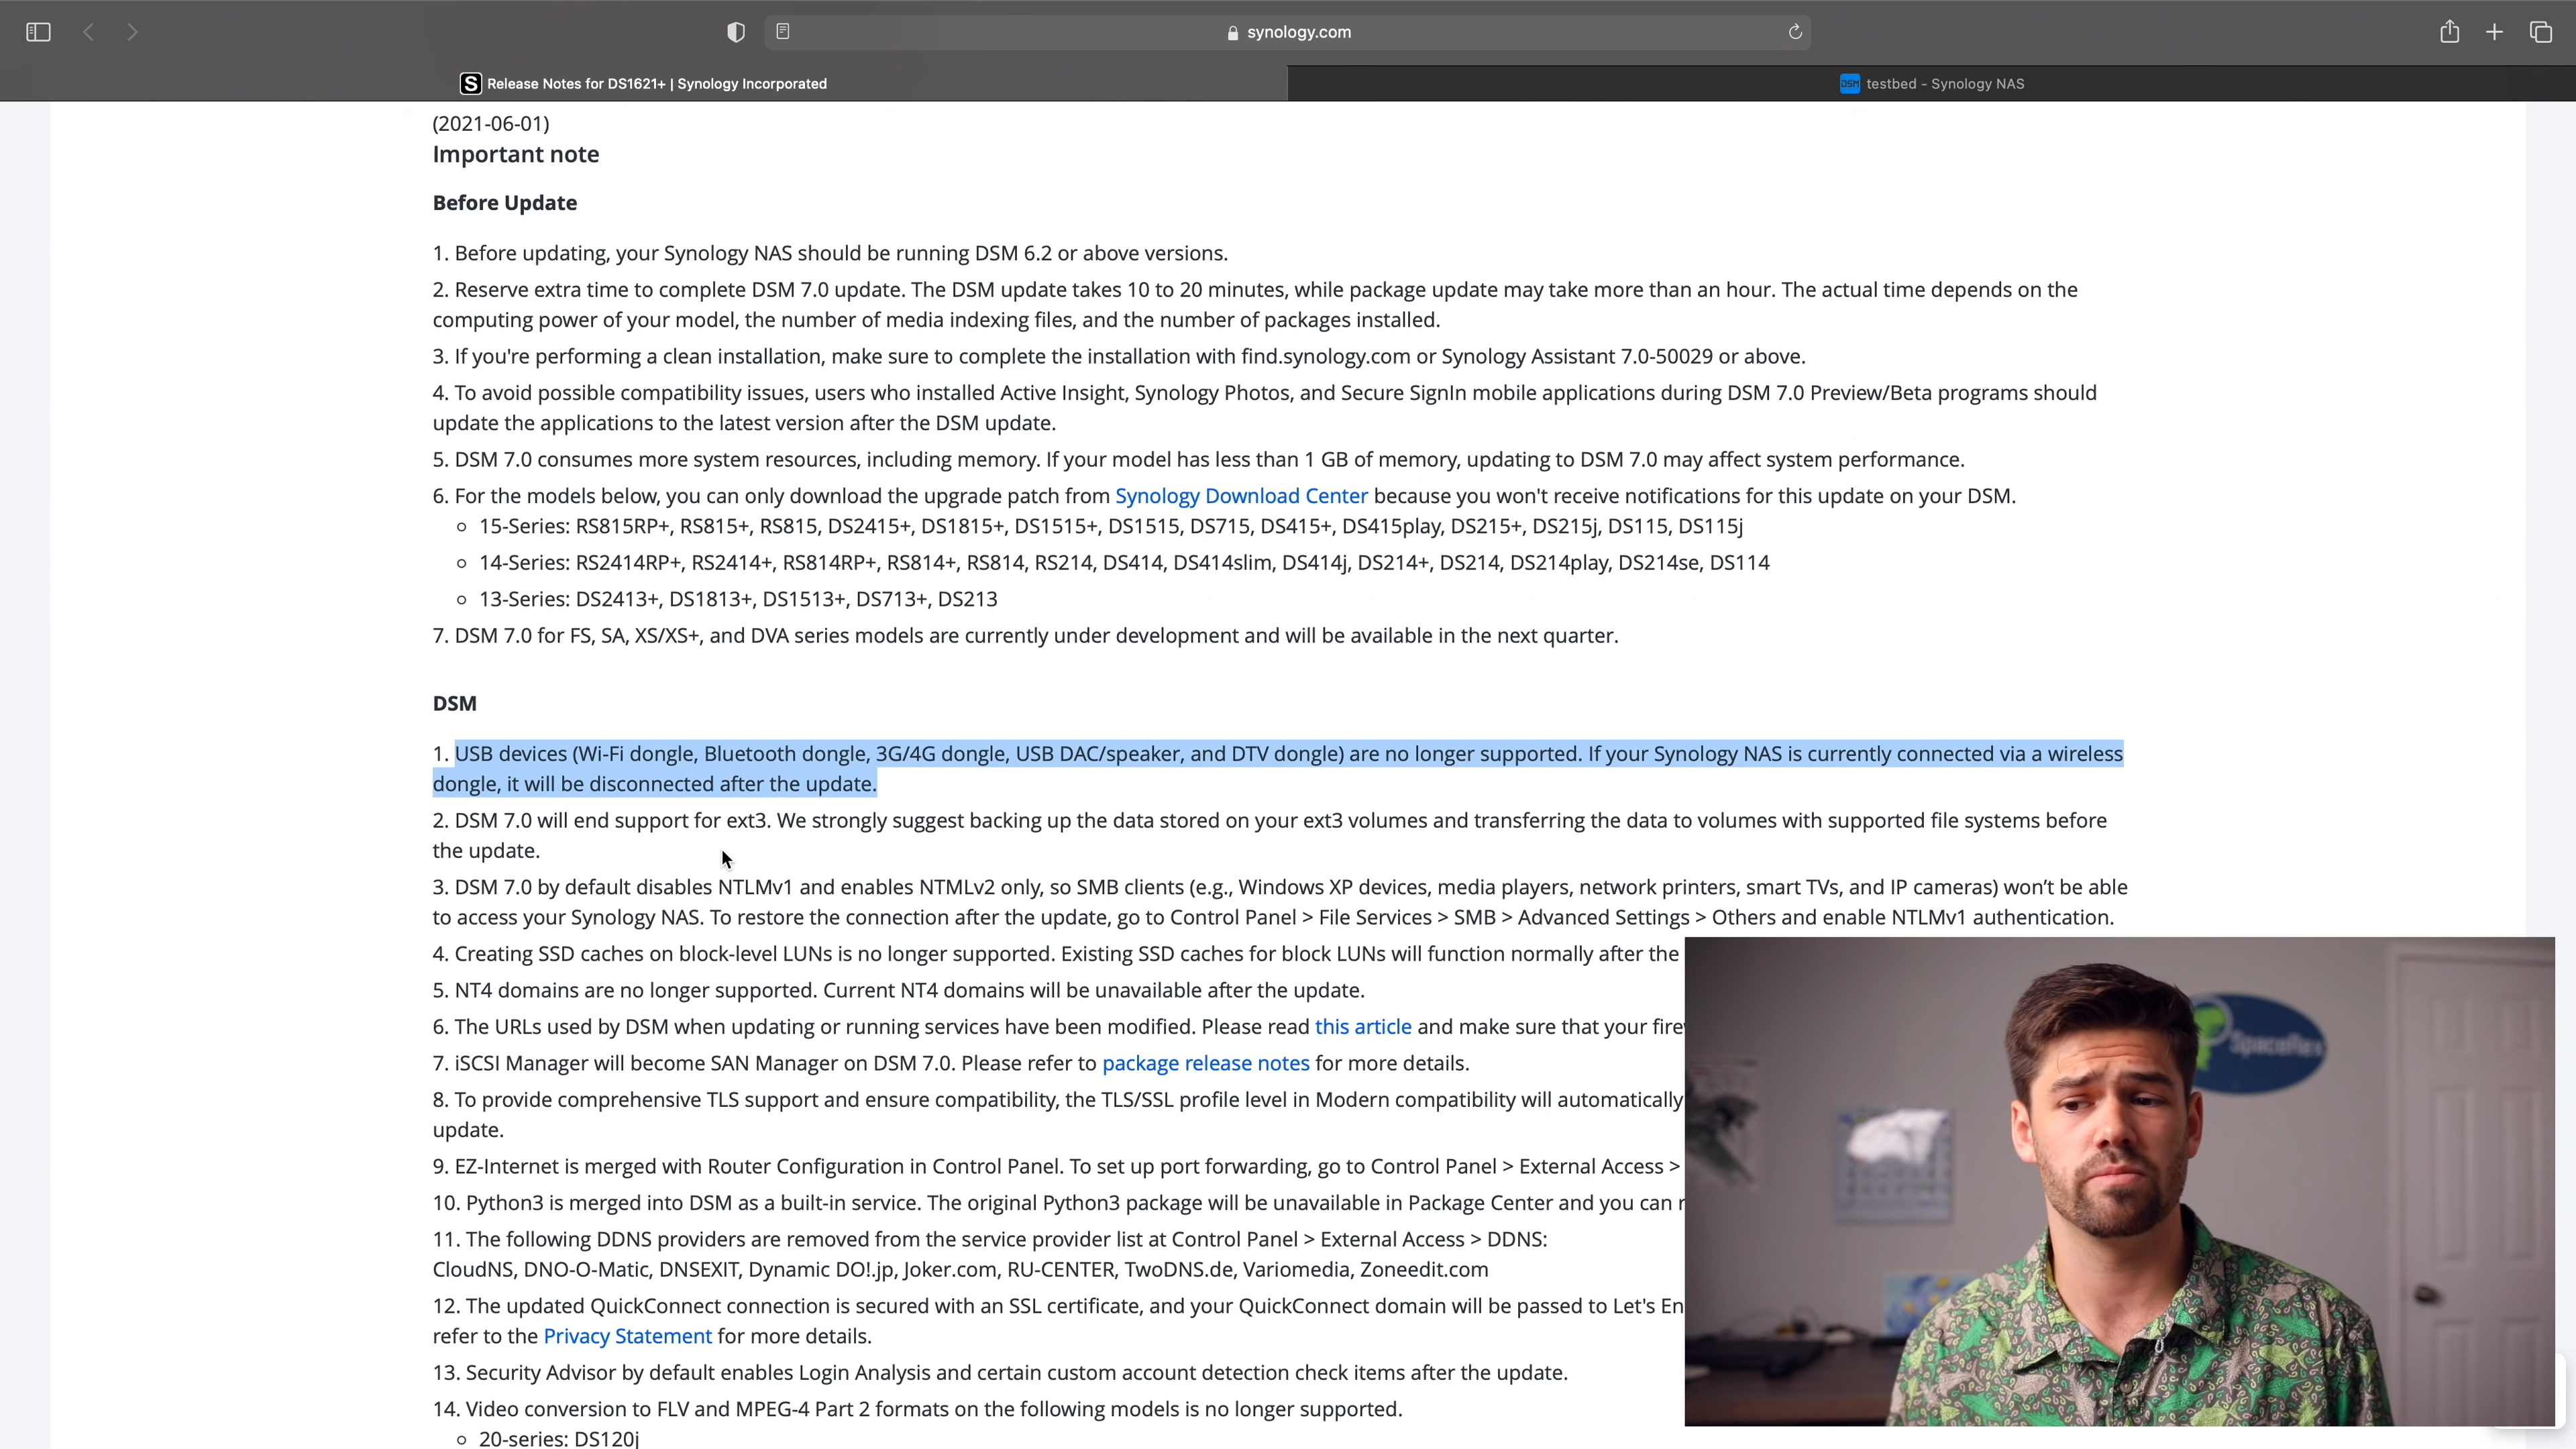 synology.com
S Release Notes for DS1621+ | Synology Incorporated
DSM testbed - Synology NAS
(2021-06-01)
Important note
Before Update
1. Before updating, your Synology NAS should be running DSM 6.2 or above versions.
2. Reserve extra time to complete DSM 7.0 update. The DSM update takes 10 to 20 minutes, while package update may take more than an hour. The actual time depends on the
computing power of your model, the number of media indexing files, and the number of packages installed.
3. If you're performing a clean installation, make sure to complete the installation with find.synology.com or Synology Assistant 7.0-50029 or above.
4. To avoid possible compatibility issues, users who installed Active Insight, Synology Photos, and Secure SignIn mobile applications during DSM 7.0 Preview/Beta programs should
update the applications to the latest version after the DSM update.
5. DSM 7.0 consumes more system resources, including memory. If your model has less than 1 GB of memory, updating to DSM 7.0 may affect system performance.
6. For the models below, you can only download the upgrade patch from Synology Download Center because you won't receive notifications for this update on your DSM.
15-Series: RS815RP+, RS815+, RS815, DS2415+, DS1815+, DS1515+, DS1515, DS715, DS415+, DS415play, DS215+, DS215j, DS115, DS115j
14-Series: RS2414RP+, RS2414+, RS814RP+, RS814+, RS814, RS214, DS414, DS414slim, DS414j, DS214+, DS214, DS214play, DS214se, DS114
13-Series: DS2413+, DS1813+, DS1513+, DS713+, DS213
7. DSM 7.0 for FS, SA, XS/XS+, and DVA series models are currently under development and will be available in the next quarter.
DSM
1. USB devices (Wi-Fi dongle, Bluetooth dongle, 3G/4G dongle, USB DAC/speaker, and DTV dongle) are no longer supported. If your Synology NAS is currently connected via a wireless
dongle, it will be disconnected after the update.
2. DSM 7.0 will end support for ext3. We strongly suggest backing up the data stored on your ext3 volumes and transferring the data to volumes with supported file systems before
the update.
3. DSM 7.0 by default disables NTLMv1 and enables NTMLv2 only, so SMB clients (e.g., Windows XP devices, media players, network printers, smart TVs, and IP cameras) won't be able
to access your Synology NAS. To restore the connection after the update, go to Control Panel > File Services > SMB > Advanced Settings > Others and enable NTLMv1 authentication.
4. Creating SSD caches on block-level LUNs is no longer supported. Existing SSD caches for block LUNs will function normally after the
5. NT4 domains are no longer supported. Current NT4 domains will be unavailable after the update.
6. The URLs used by DSM when updating or running services have been modified. Please read this article and make sure that your fire
7. iSCSI Manager will become SAN Manager on DSM 7.0. Please refer to package release notes for more details.
8. To provide comprehensive TLS support and ensure compatibility, the TLS/SSL profile level in Modern compatibility will automatically
update.
9. EZ-Internet is merged with Router Configuration in Control Panel. To set up port forwarding, go to Control Panel > External Access >
10. Python3 is merged into DSM as a built-in service. The original Python3 package will be unavailable in Package Center and you can
11. The following DDNS providers are removed from the service provider list at Control Panel > External Access > DDNS:
CloudNS, DNO-O-Matic, DNSEXIT, Dynamic DO!.jp, Joker.com, RU-CENTER, TwoDNS.de, Variomedia, Zoneedit.com
12. The updated QuickConnect connection is secured with an SSL certificate, and your QuickConnect domain will be passed to Let's En
refer to the Privacy Statement for more details.
13. Security Advisor by default enables Login Analysis and certain custom account detection check items after the update.
14. Video conversion to FLV and MPEG-4 Part 2 formats on the following models is no longer supported.
20-series: DS120j
SpaceRex